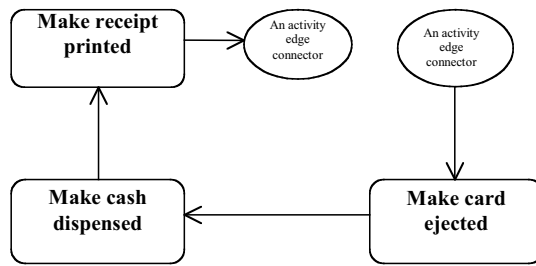 Make receipt
printed
An activity
edge
connector
An activity
edge
connector
Make cash
dispensed
Make card
ejected